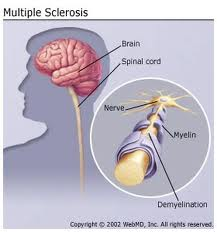 Multiple Sclerosis
Brain
Spinal cord
Nerve
Myelin
Demyelination
Copyright © 2002 WebMD, Inc. All rights reserved.